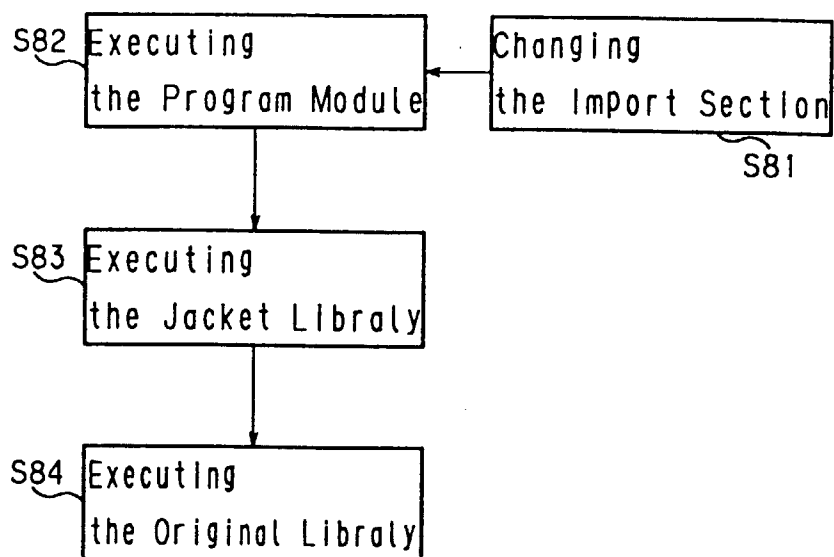 S82
Executing
the Program Module
Changing
the Import Section
S81
S83
Executing
the Jacket Libraly
S84
Executing
the Original Libraly